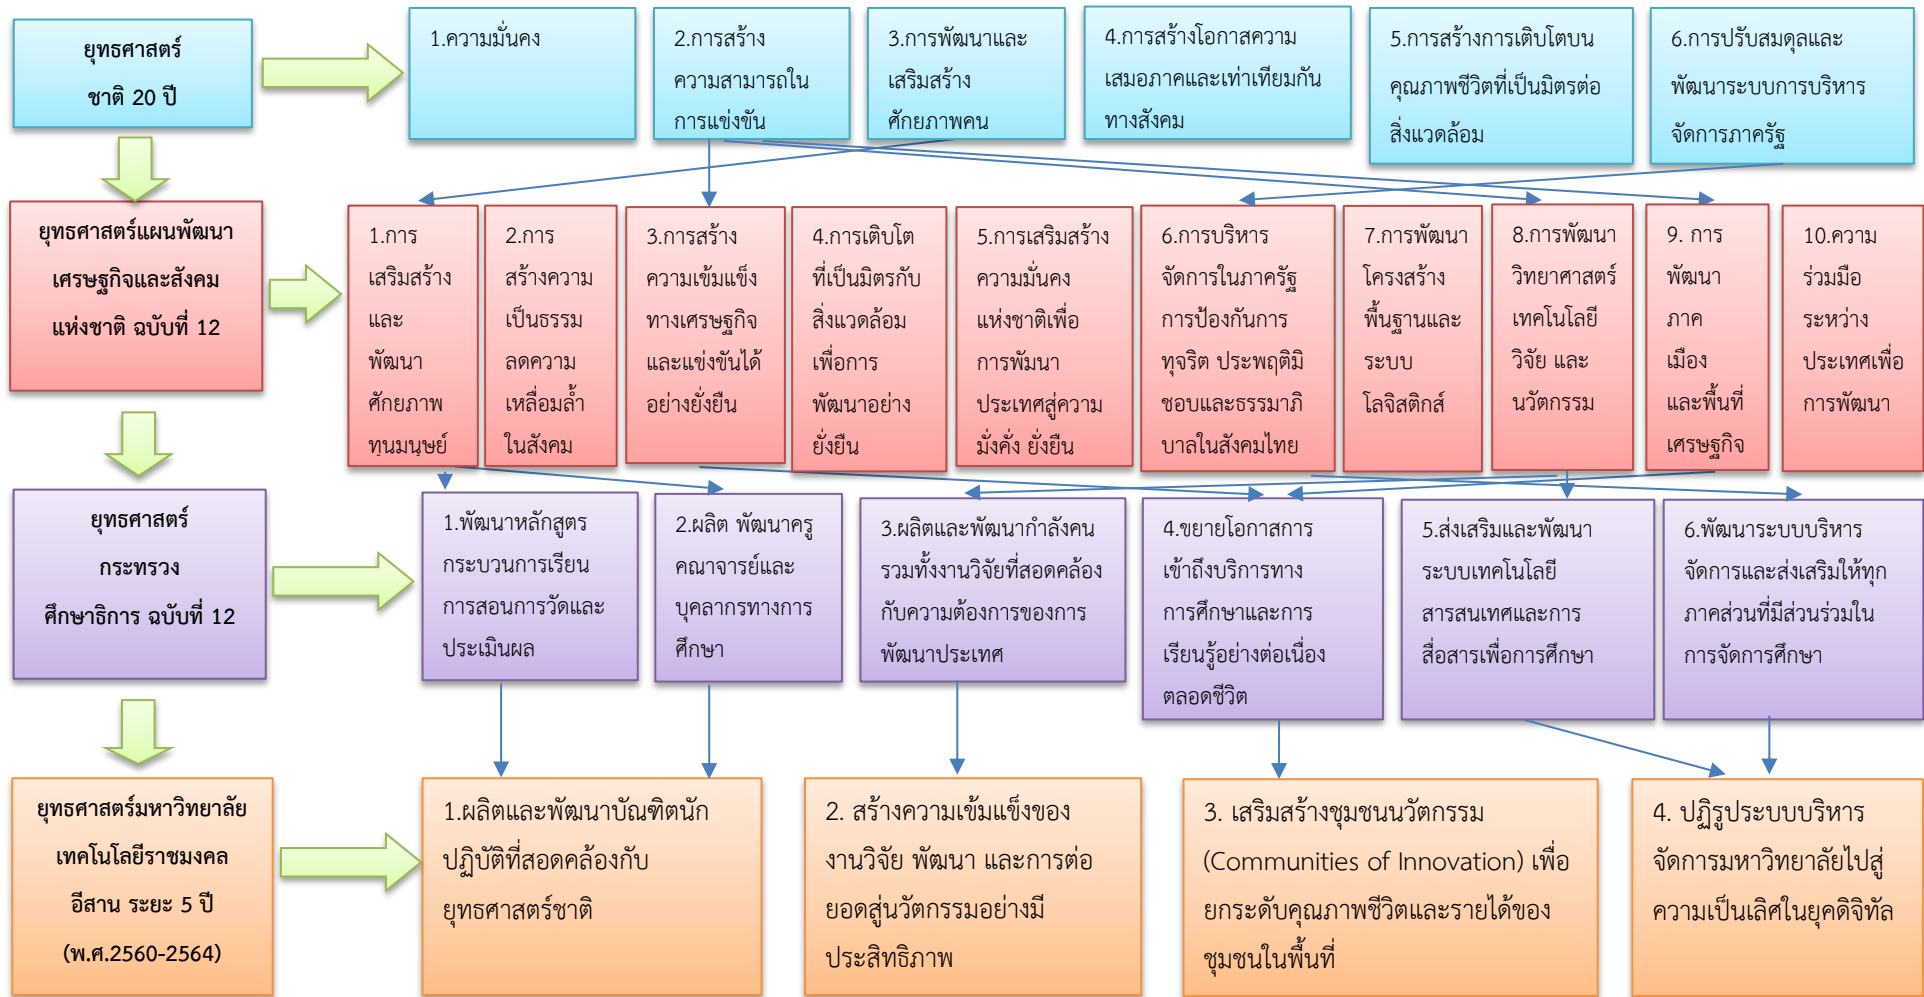 ยุทธศาสตร์
ชาติ 20 ปี
1.ความมั่นคง
2.การสร้าง
ความสามารถใน
การแข่งขัน
3.การพัฒนาและ
เสริมสร้าง
ศักยภาพคน
4.การสร้างโอกาสความ
เสมอภาคและเท่าเทียมกัน
ทางสังคม
5.การสร้างการเติบโตบน
คุณภาพชีวิตที่เป็นมิตรต่อ
สิ่งแวดล้อม
6.การปรับสมดุลและ
พัฒนาระบบการบริหาร
จัดการภาครัฐ
ยุทธศาสตร์แผนพัฒนา
เศรษฐกิจและสังคม
แห่งชาติ ฉบับที่ 12
1.การ
เสริมสร้าง
และ
พัฒนา
ศักยภาพ
ทุนมนุษย์
2.การ
สร้างความ
เป็นธรรม
ลดความ
เหลื่อมล้ำ
ในสังคม
3.การสร้าง
ความเข้มแข็ง
ทางเศรษฐกิจ
และแข่งขันได้
อย่างยั่งยืน
4.การเติบโต
ที่เป็นมิตรกับ
สิ่งแวดล้อม
เพื่อการ
พัฒนาอย่าง
ยั่งยืน
5.การเสริมสร้าง
ความมั่นคง
แห่งชาติเพื่อ
การพัมนา
ประเทศสู่ความ
มั่งคั่ง ยั่งยืน
6.การบริหาร
จัดการในภาครัฐ
การป้องกันการ
ทุจริต ประพฤติมิ
ชอบและธรรมาภิ
บาลในสังคมไทย
7.การพัฒนา
โครงสร้าง
พื้นฐานและ
ระบบ
โลจิสติกส์
8.การพัฒนา
วิทยาศาสตร์
เทคโนโลยี
วิจัย และ
นวัตกรรม
9. การ
พัฒนา
ภาค
เมือง
และพื้นที่
เศรษฐกิจ
10.ความ
ร่วมมือ
ระหว่าง
ประเทศเพื่อ
การพัฒนา
ยุทธศาสตร์
กระทรวง
ศึกษาธิการ ฉบับที่ 12
1.พัฒนาหลักสูตร
กระบวนการเรียน
การสอนการวัดและ
ประเมินผล
2.ผลิต พัฒนาครู
คณาจารย์และ
บุคลากรทางการ
ศึกษา
3.ผลิตและพัฒนากำลังคน
รวมทั้งงานวิจัยที่สอดคล้อง
กับความต้องการของการ
พัฒนาประเทศ
4.ขยายโอกาสการ
เข้าถึงบริการทาง
การศึกษาและการ
เรียนรู้อย่างต่อเนื่อง
ตลอดชีวิต
5.ส่งเสริมและพัฒนา
ระบบเทคโนโลยี
สารสนเทศและการ
สื่อสารเพื่อการศึกษา
6.พัฒนาระบบบริหาร
จัดการและส่งเสริมให้ทุก
ภาคส่วนที่มีส่วนร่วมใน
การจัดการศึกษา
ยุทธศาสตร์มหาวิทยาลัย
เทคโนโลยีราชมงคล
อีสาน ระยะ 5 ปี
(พ.ศ.2560-2564)
1.ผลิตและพัฒนาบัณฑิตนัก
ปฏิบัติที่สอดคล้องกับ
ยุทธศาสตร์ชาติ
2. สร้างความเข้มแข็งของ
งานวิจัย พัฒนา และการต่อ
ยอดสู่นวัตกรรมอย่างมี
ประสิทธิภาพ
3. เสริมสร้างชุมชนนวัตกรรม
(Communities of Innovation) เพื่อ
ยกระดับคุณภาพชีวิตและรายได้ของ
ชุมชนในพื้นที่
4. ปฏิรูประบบบริหาร
จัดการมหาวิทยาลัยไปสู่
ความเป็นเลิศในยุคดิจิทัล